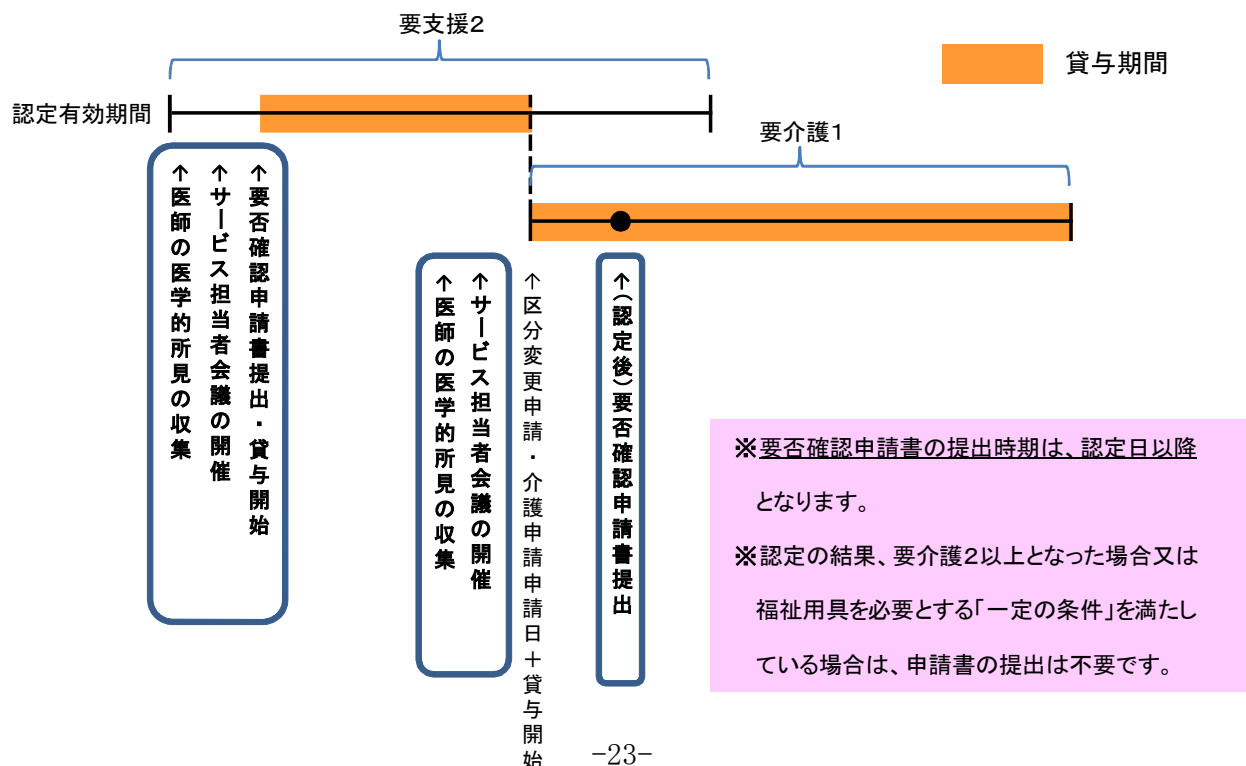 要支援2
貸与期間
認定有効期間
要介護1
↑医師の医学的所見の収集
↑サービス担当者会議の開催
↑要否確認申請書提出・貸与開始
↑医師の医学的所見の収集
↑サービス担当者会議の開催
↑区分変更申請・介護申請申請日+貸与開始
↑(認定後)要否確認申請書提出
※要否確認申請書の提出時期は、認定日以降
となります。
※認定の結果、要介護2以上となった場合又は
福祉用具を必要とする「一定の条件」を満たし
ている場合は、申請書の提出は不要です。
-23-